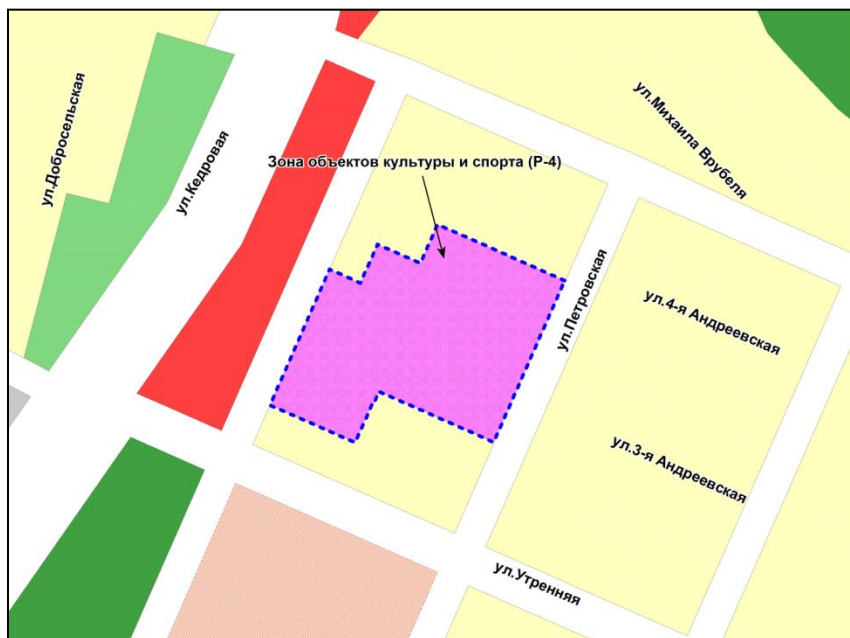 ул.Добросельская
ул.Кедровая
ул.Михаила Врубеля
Зона объектов культуры и спорта (Р-4)
ул.Петровская
ул.4-я Андреевская
ул.3-я Андреевская
ул.Утренняя